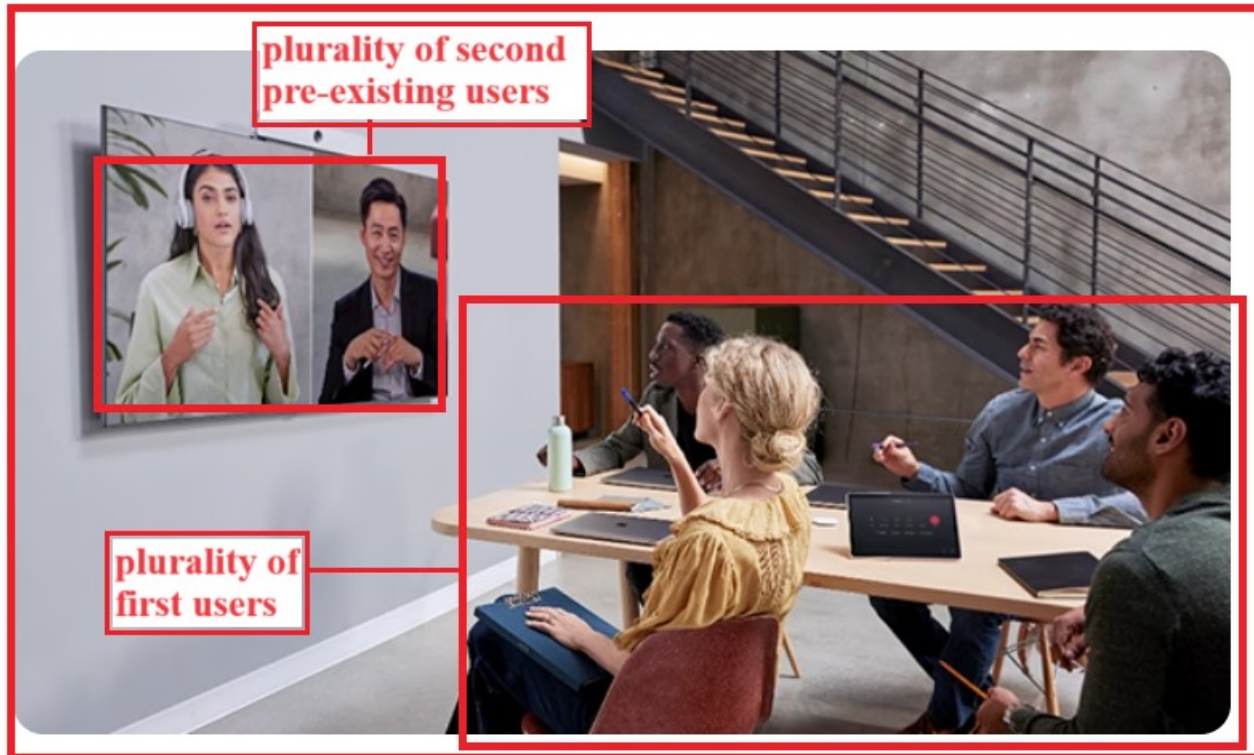 plurality of second
pre-existing users
plurality of
first users